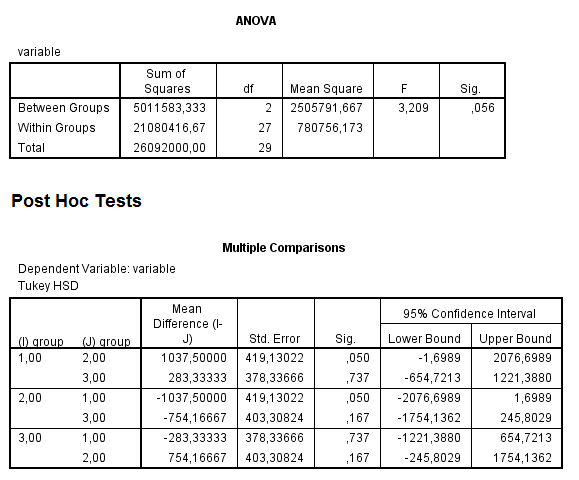 ANOVA
variable
Sum of Squares df Mean Square F Sig.
Between Groups 5011583,333 2 2505791,667 3,209 ,056
Within Groups 21080416,67 27 780756,173
Total 26092000,00 29
Post Hoc Tests
Multiple Comparisons
Dependent Variable: variable
Tukey HSD
(I) group (J) group Mean Difference (I-J) Std. Error Sig. 95% Confidence Interval
Lower Bound Upper Bound
1,00 2,00 1037,50000 419,13022 ,050 -1,6989 2076,6989
3,00 283,33333 378,33666 ,737 -654,7213 1221,3880
2,00 1,00 -1037,50000 419,13022 ,050 -2076,6989 1,6989
3,00 -754,16667 403,30824 ,167 -1754,1362 245,8029
3,00 1,00 -283,33333 378,33666 ,737 -1221,3880 654,7213
2,00 754,16667 403,30824 ,167 -245,8029 1754,1362